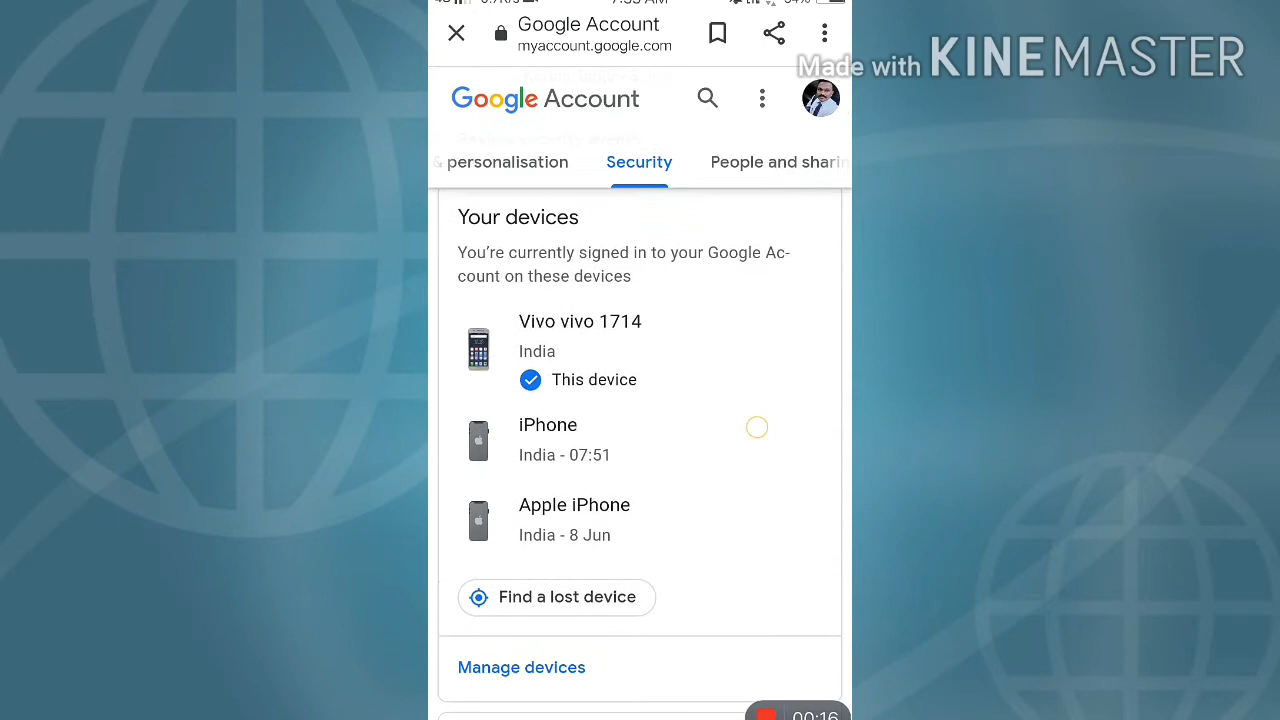 Google Account
myaccount.google.com
Made with KINEMASTER
Google Account
& personalisation Security People and sharin
Your devices
You're currently signed in to your Google Ac-
count on these devices
Vivo vivo 1714
India
This device
iPhone
India - 07:51
Apple iPhone
India - 8 Jun
Find a lost device
Manage devices
00:16